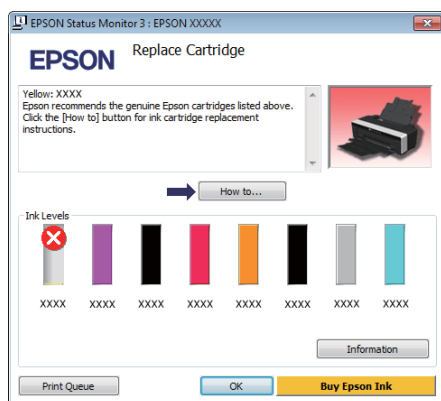 EPSON Status Monitor 3 : EPSON XXXXX
EPSON
Replace Cartridge
Yellow: XXXX
Epson recommends the genuine Epson cartridges listed above.
Click the [How to] button for ink cartridge replacement
instructions.
How to...
Ink Levels
XXXX XXXX XXXX XXXX XXXX XXXX XXXX XXXX
Information
Print Queue OK Buy Epson Ink